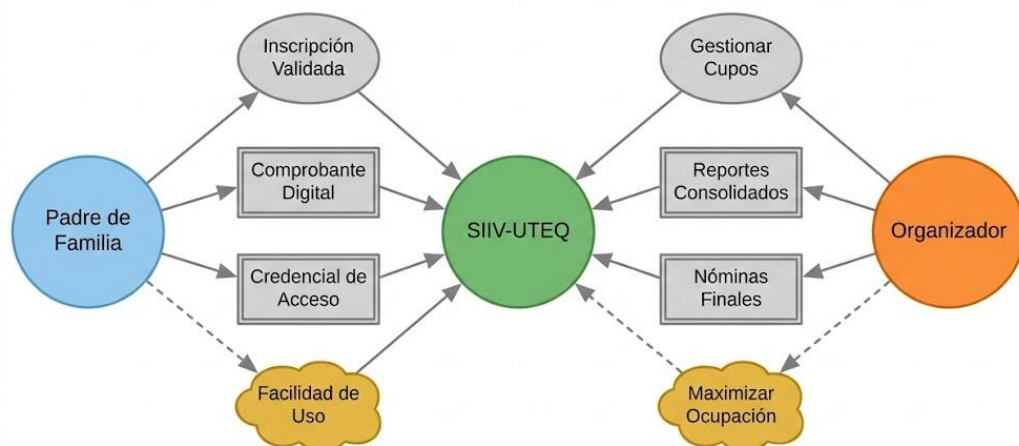 Inscripción
Validada
Gestionar
Cupos
Comprobante
Digital
Reportes
Consolidados
Padre de
Familia
SIIV-UTEQ
Organizador
Credencial de
Acceso
Nóminas
Finales
Facilidad de
Uso
Maximizar
Ocupación